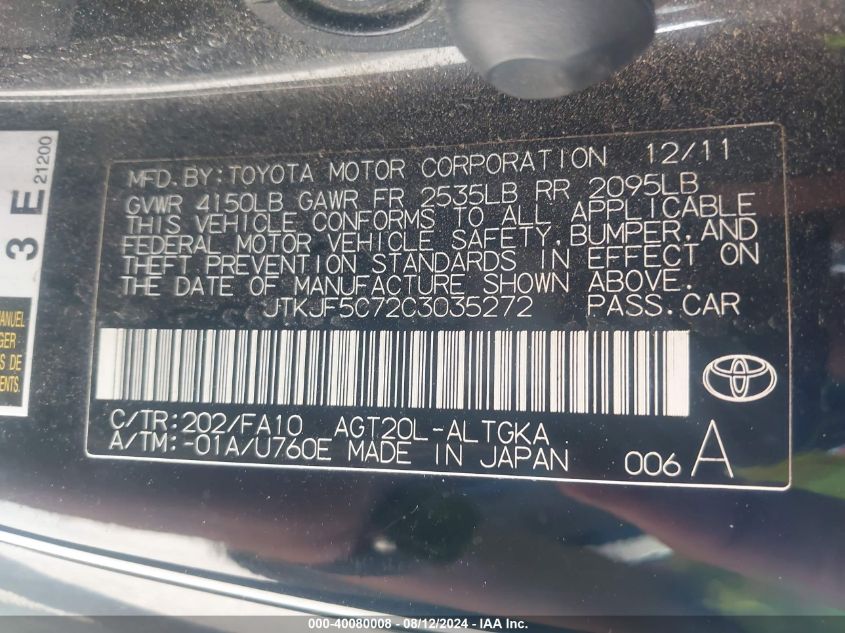 MFD.BY:TOYOTA MOTOR CORPORATION 12/11
GVWR 4150LB GAWR FR 2535LB RR 2095LB
THIS VEHICLE CONFORMS TO ALL APPLICABLE
FEDERAL MOTOR VEHICLE SAFETY,BUMPER,AND
THEFT PREVENTION STANDARDS IN EFFECT ON
THE DATE OF MANUFACTURE SHOWN ABOVE.
JTKJF5C72C3035272 PASS.CAR
C/TR:202/FA10 AGT20L-ALTGKA
A/TM:-01A/U760E MADE IN JAPAN 006 A
3 E
21200
MANUEL
DE
000-40080008 - 08/12/2024 - IAA Inc.